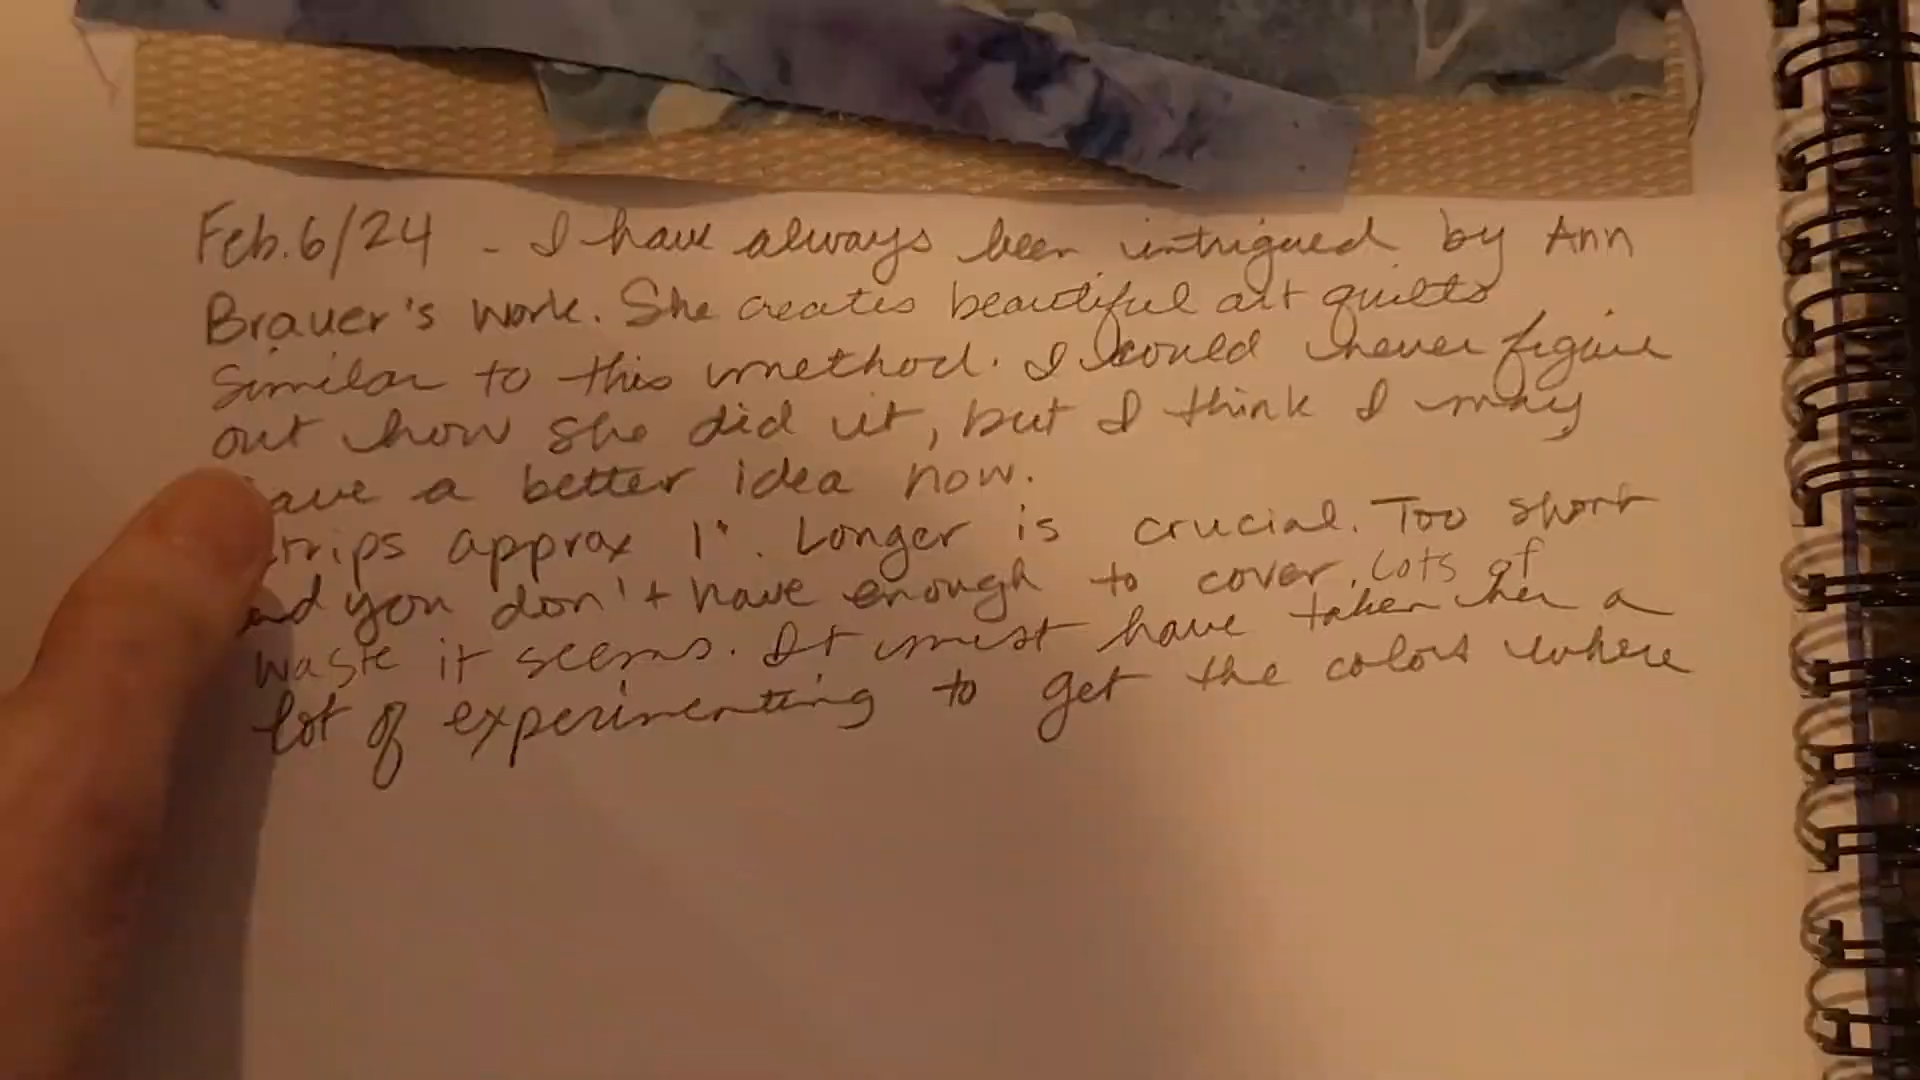 Feb. 6/24 - I have always been intrigued by Ann
Brauer's work. She creates beautiful art quilts
similar to this method. I could never figure
out how she did it, but I think I may
ave a better idea now.
trips approx 1". Longer is crucial. Too short
nd you don't have enough to cover. Lots of
waste it seems. It must have taken her a
lot of experimenting to get the colors where